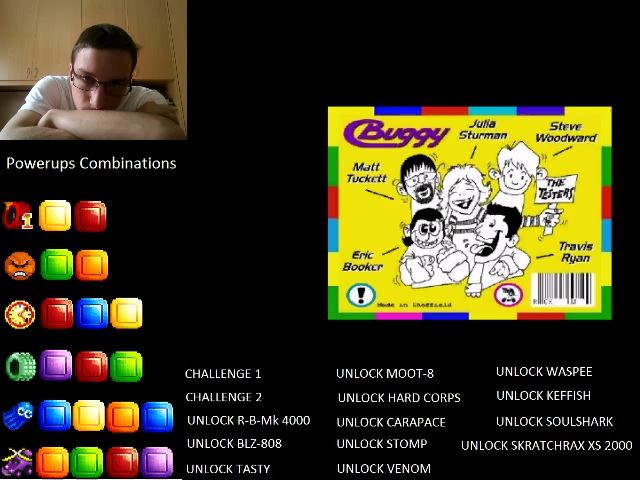 Buggy
Julia
Sturman
Steve
Woodward
Matt
Tuckett
THE
TESTERS
Eric
Booker
Travis
Ryan
Made in Sheffield
Powerups Combinations
1
CHALLENGE 1
CHALLENGE 2
UNLOCK R-B-Mk 4000
UNLOCK BLZ-808
UNLOCK TASTY
UNLOCK MOOT-8
UNLOCK HARD CORPS
UNLOCK CARAPACE
UNLOCK STOMP
UNLOCK VENOM
UNLOCK WASPEE
UNLOCK KEFFISH
UNLOCK SOULSHARK
UNLOCK SKRATCHRAX XS 2000